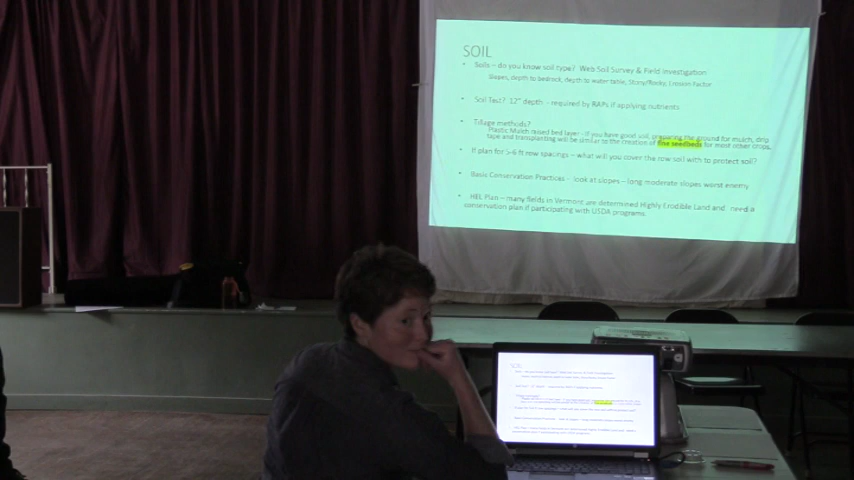 SOIL
• Soils – do you know soil type? Web Soil Survey & Field Investigation
Slopes, depth to bedrock, depth to water table, Stony/Rocky, Erosion Factor
• Soil Test? 12" depth - required by RAPs if applying nutrients
• Tillage methods?
Plastic Mulch raised bed layer - if you have good soil, preparing the ground for mulch, drip
tape and transplanting will be similar to the creation of fine seedbeds for most other crops.
• If plan for 5-6 ft row spacings – what will you cover the row soil with to protect soil?
• Basic Conservation Practices - look at slopes – long moderate slopes worst enemy
• HEL Plan – many fields in Vermont are determined Highly Erodible Land and need a
conservation plan if participating with USDA programs.
SOIL